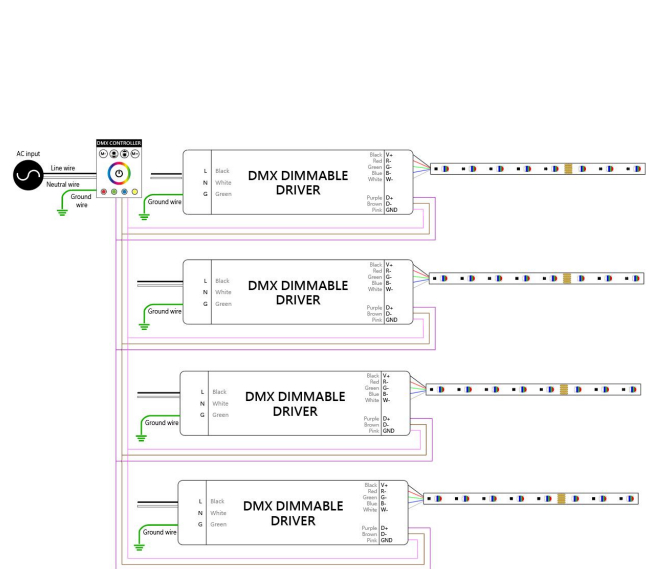 DMX CONTROLLER
AC input
M- M+
Line wire
Neutral wire
Ground
wire
Ground wire
L Black
N White
G Green
DMX DIMMABLE
DRIVER
Black V+
Red R-
Green G-
Blue B-
White W-
Purple D+
Brown D-
Pink GND
Ground wire
L Black
N White
G Green
DMX DIMMABLE
DRIVER
Black V+
Red R-
Green G-
Blue B-
White W-
Purple D+
Brown D-
Pink GND
Ground wire
L Black
N White
G Green
DMX DIMMABLE
DRIVER
Black V+
Red R-
Green G-
Blue B-
White W-
Purple D+
Brown D-
Pink GND
Ground wire
L Black
N White
G Green
DMX DIMMABLE
DRIVER
Black V+
Red R-
Green G-
Blue B-
White W-
Purple D+
Brown D-
Pink GND